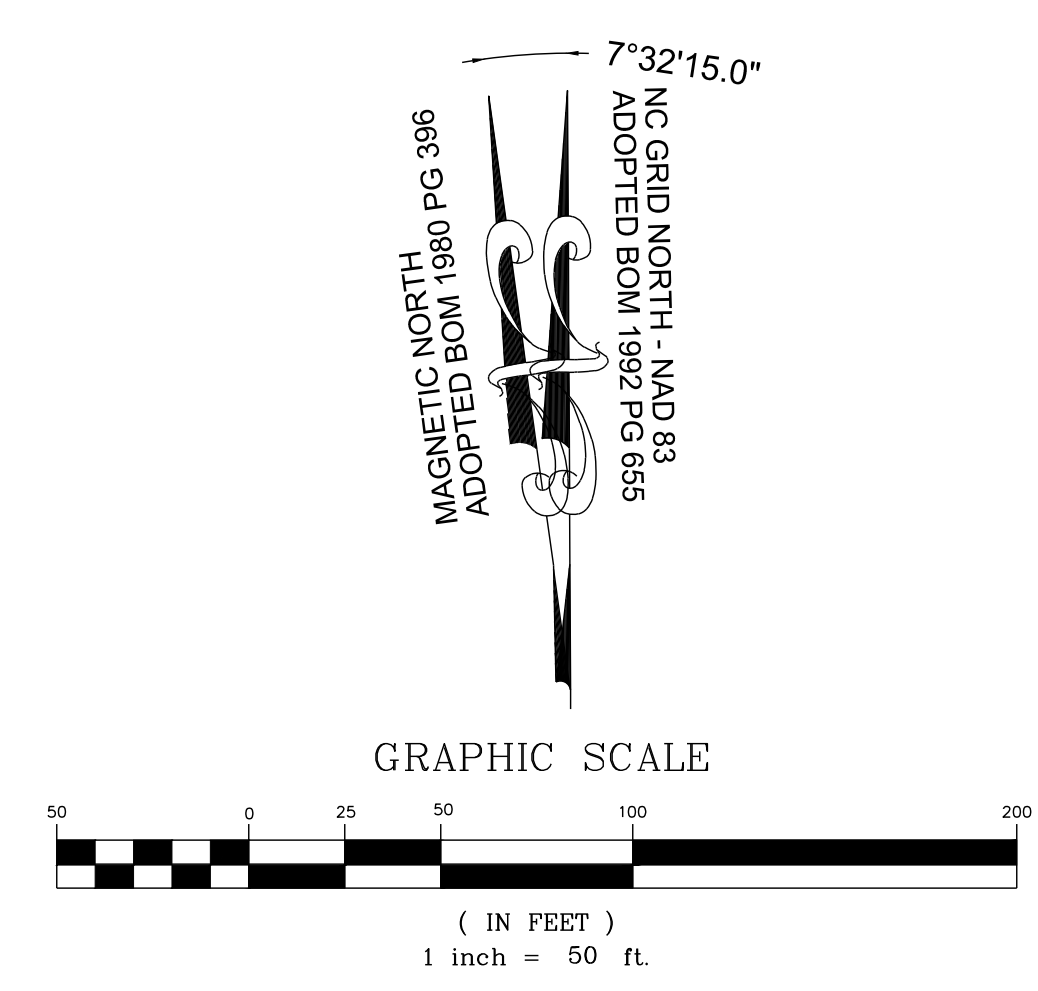 7°32'15.0"
MAGNETIC NORTH
ADOPTED BOM 1980 PG 396
NC GRID NORTH - NAD 83
ADOPTED BOM 1992 PG 655
GRAPHIC SCALE
50 0 25 50 100 200
( IN FEET )
1 inch = 50 ft.